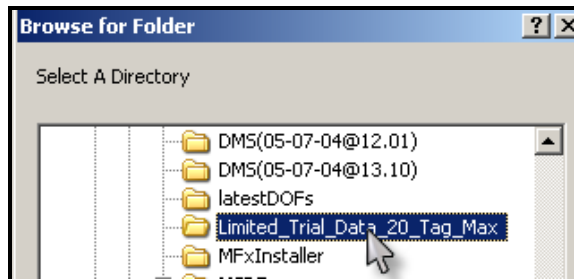 Browse for Folder
Select A Directory
DMS(05-07-04@12.01)
DMS(05-07-04@13.10)
latestDOFs
Limited_Trial_Data_20_Tag_Max
MFxInstaller